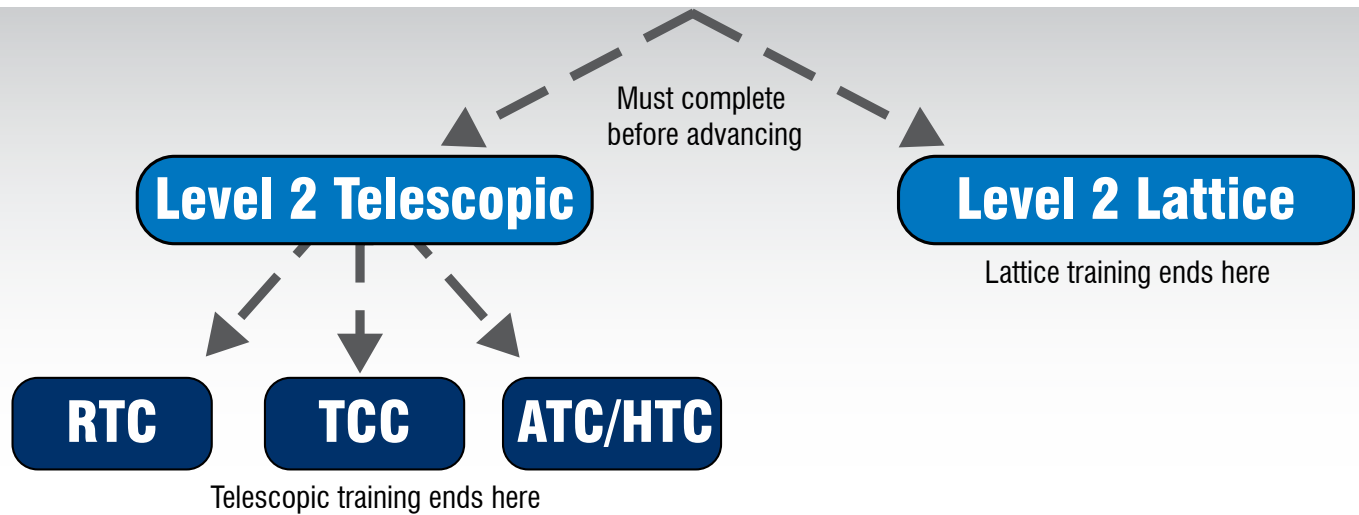 Must complete
before advancing
Level 2 Telescopic
Level 2 Lattice
Lattice training ends here
RTC
TCC
ATC/HTC
Telescopic training ends here